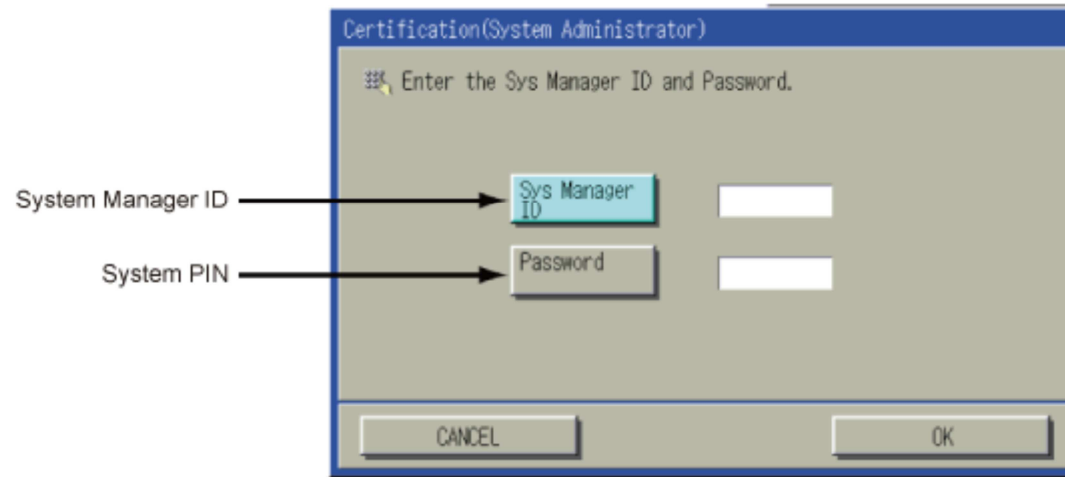 Certification(System Administrator)
Enter the Sys Manager ID and Password.
System Manager ID
Sys Manager
ID
System PIN
Password
CANCEL
OK